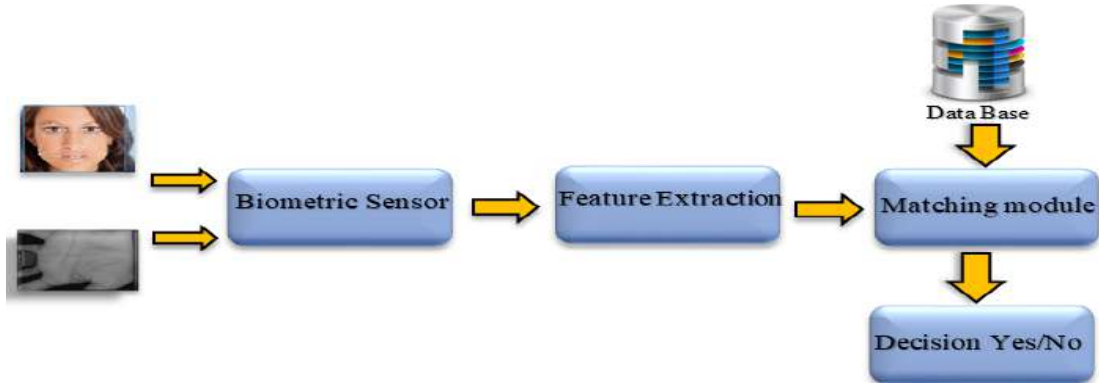 Data Base
Biometric Sensor
Feature Extraction
Matching module
Decision Yes/No